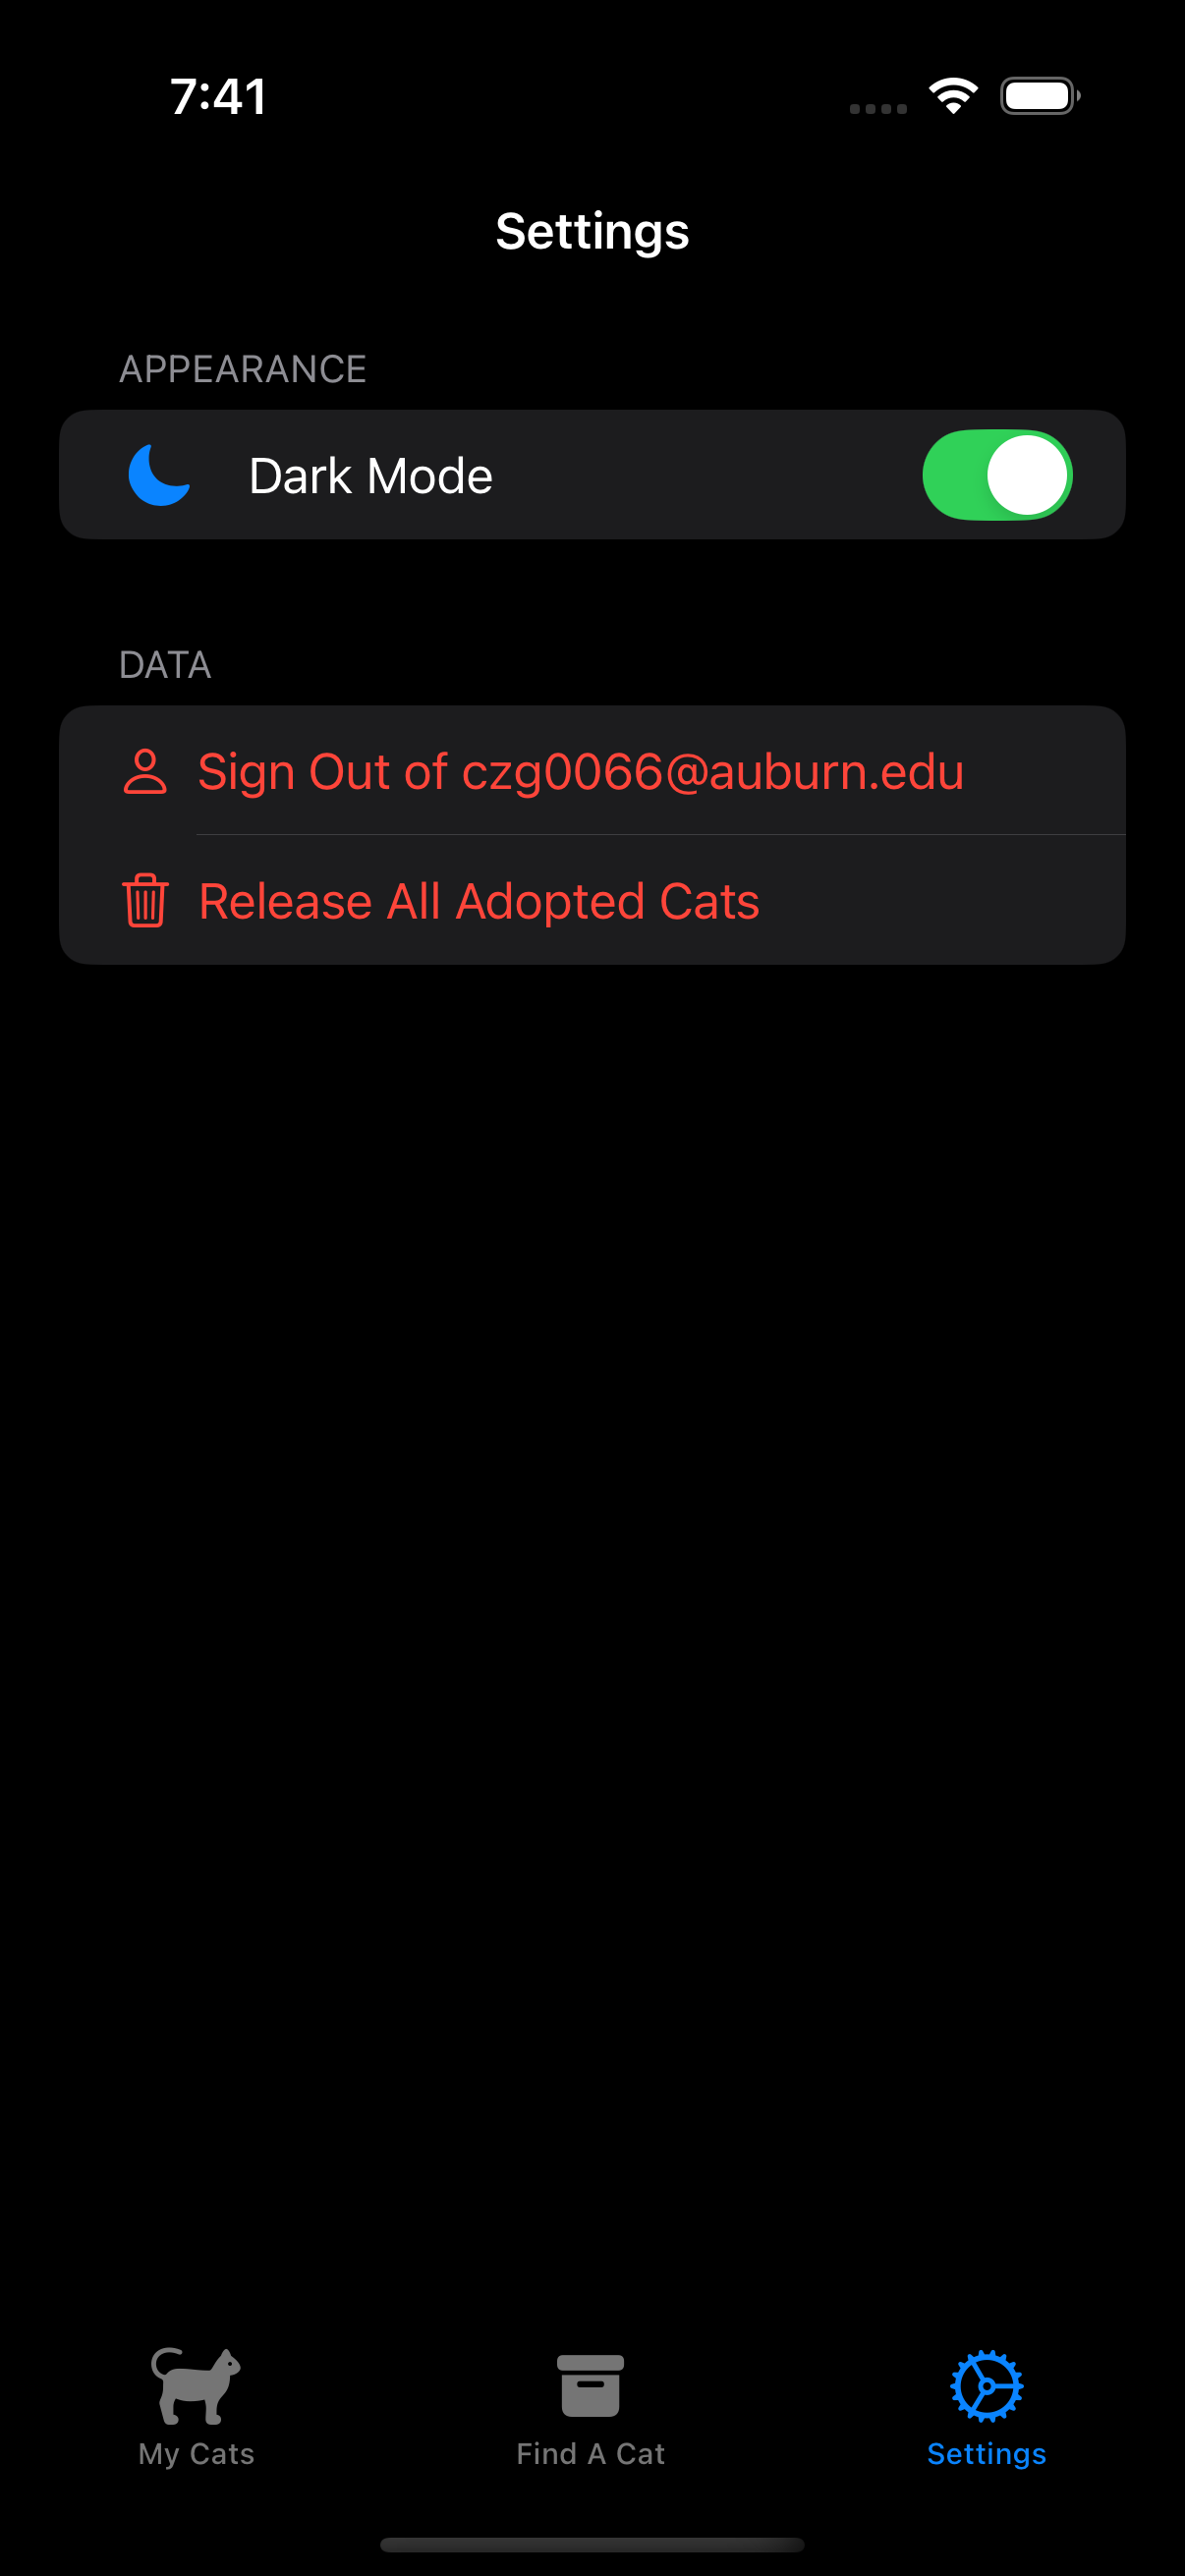 7:41
Settings
APPEARANCE
Dark Mode
DATA
Sign Out of czg0066@auburn.edu
Release All Adopted Cats
My Cats
Find A Cat
Settings